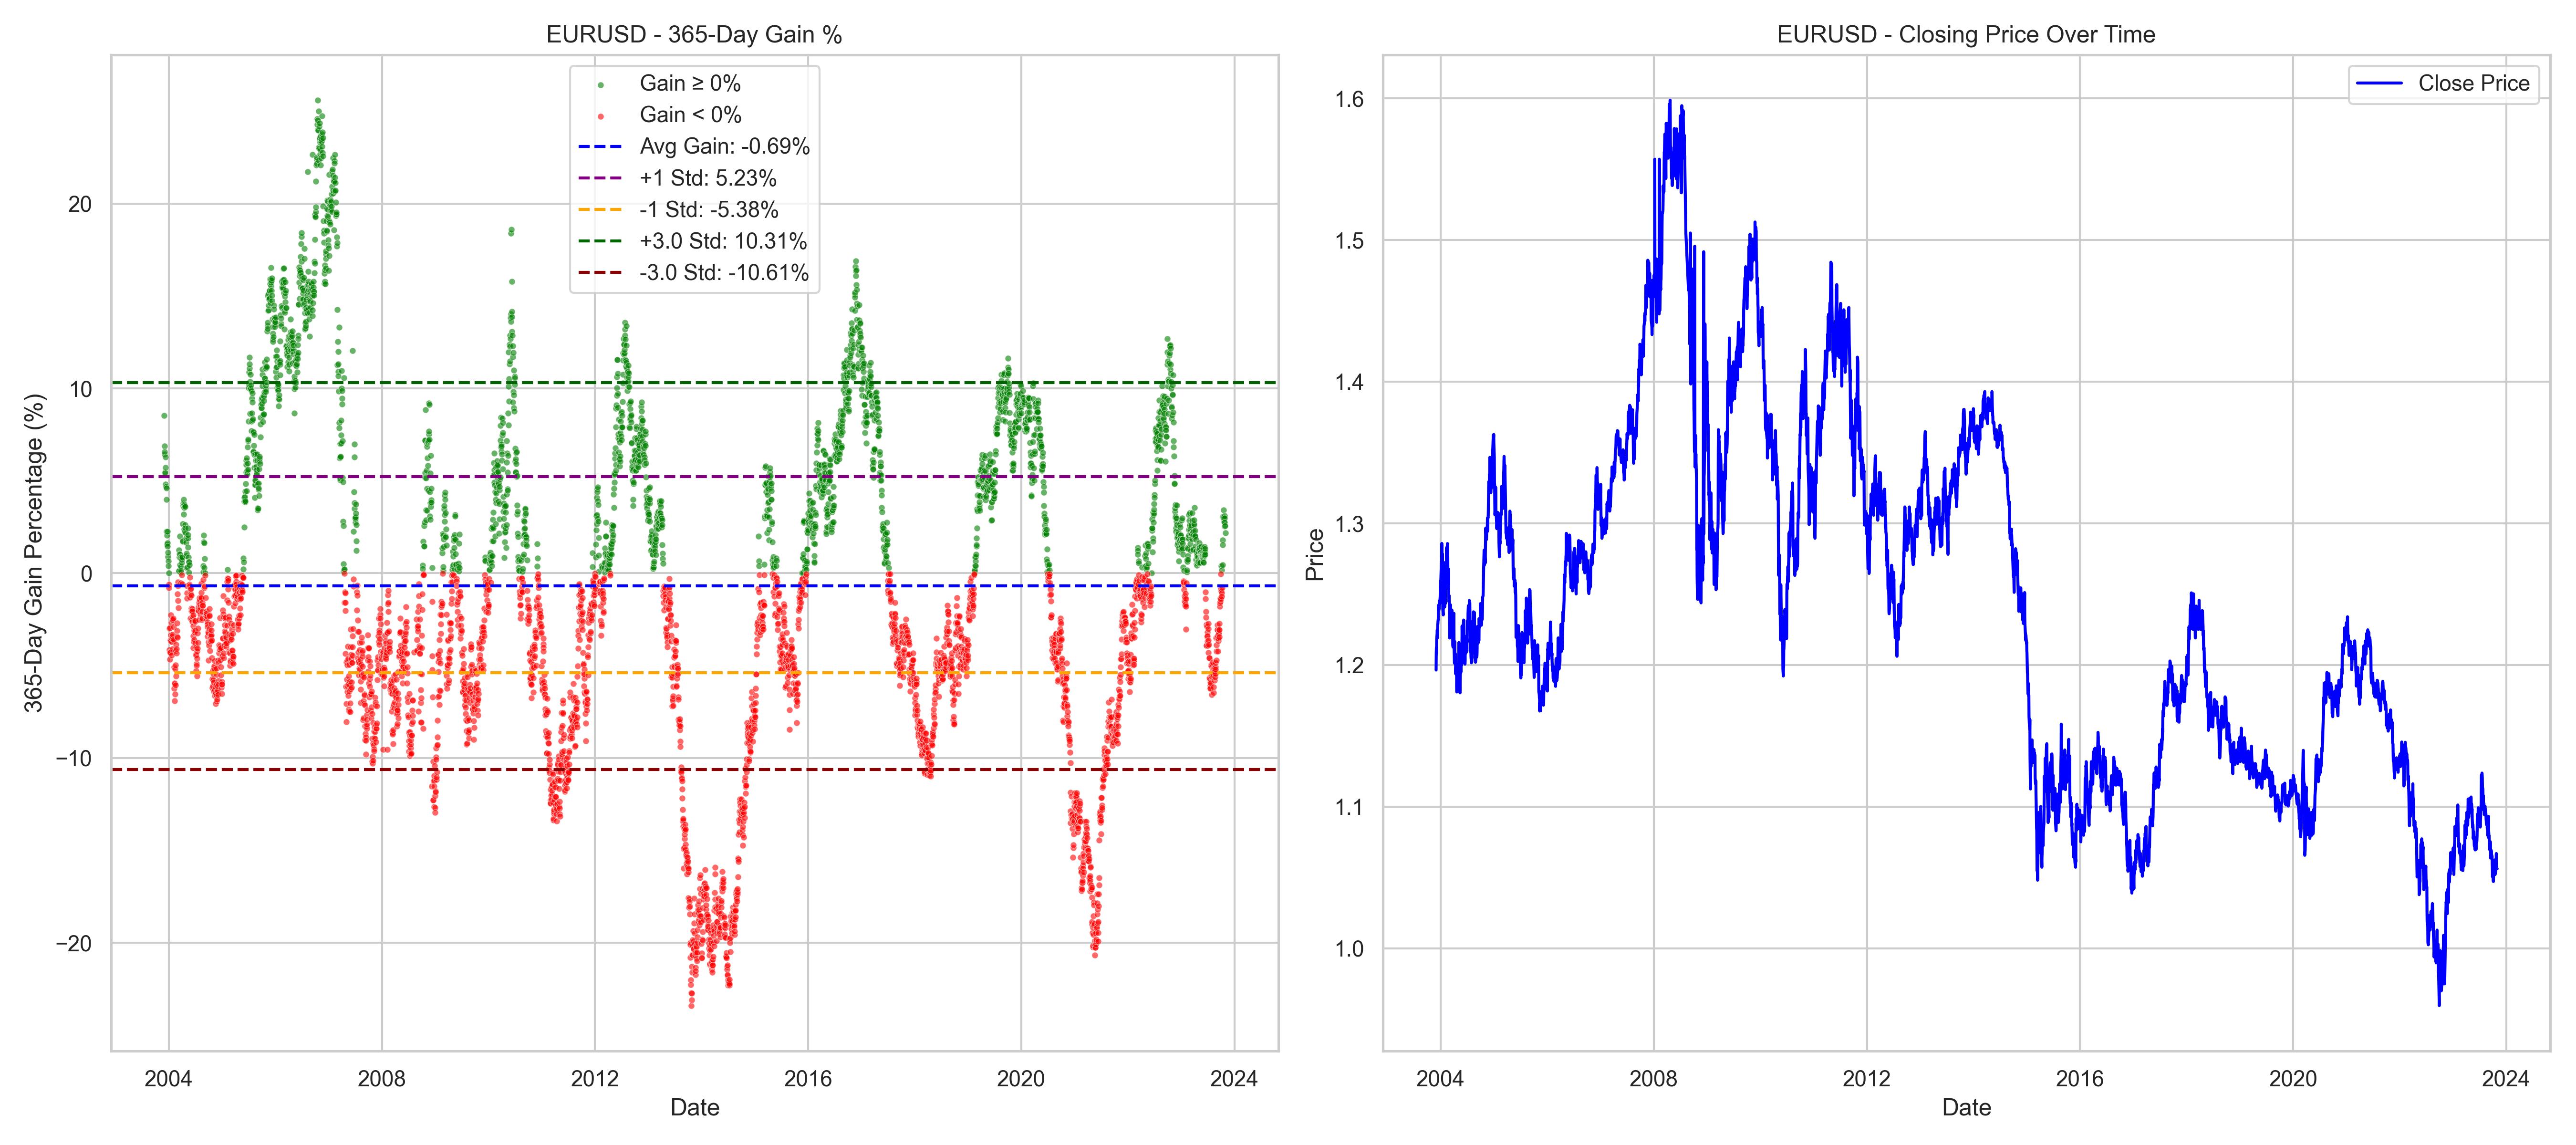 EURUSD - 365-Day Gain %
Gain ≥ 0%
Gain < 0%
Avg Gain: -0.69%
+1 Std: 5.23%
-1 Std: -5.38%
+3.0 Std: 10.31%
-3.0 Std: -10.61%
365-Day Gain Percentage (%)
20
10
0
−10
−20
2004 2008 2012 2016 2020 2024
Date
EURUSD - Closing Price Over Time
Close Price
Price
1.6
1.5
1.4
1.3
1.2
1.1
1.0
2004 2008 2012 2016 2020 2024
Date